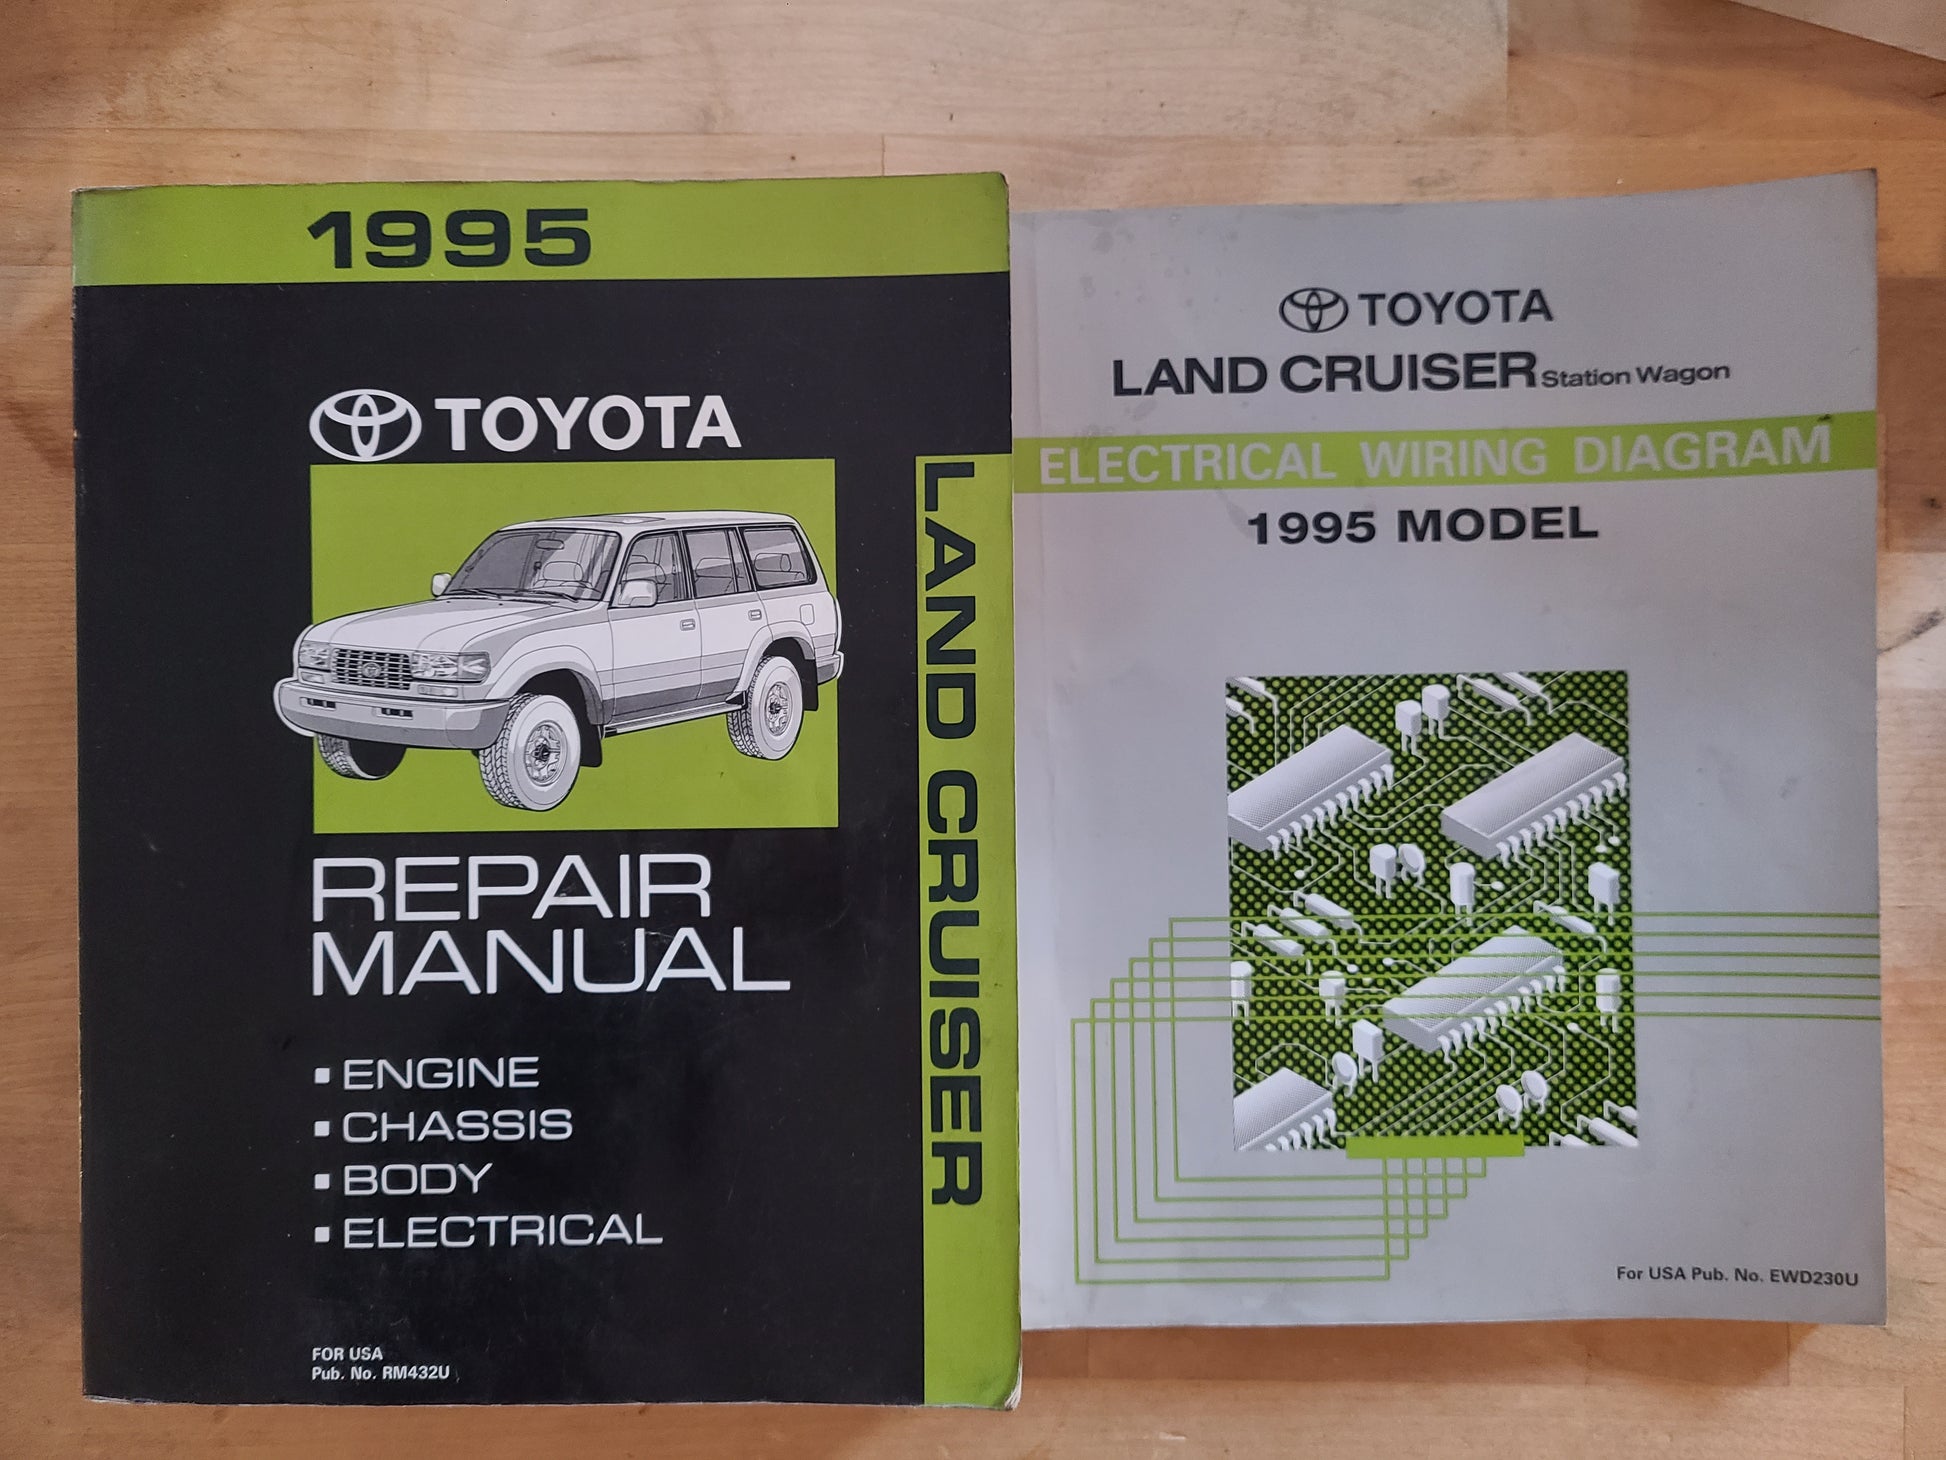 1995
TOYOTA
LAND CRUISER
REPAIR
MANUAL
▪ ENGINE
▪ CHASSIS
▪ BODY
▪ ELECTRICAL
FOR USA
Pub. No. RM432U
TOYOTA
LAND CRUISER Station Wagon
ELECTRICAL WIRING DIAGRAM
1995 MODEL
For USA Pub. No. EWD230U